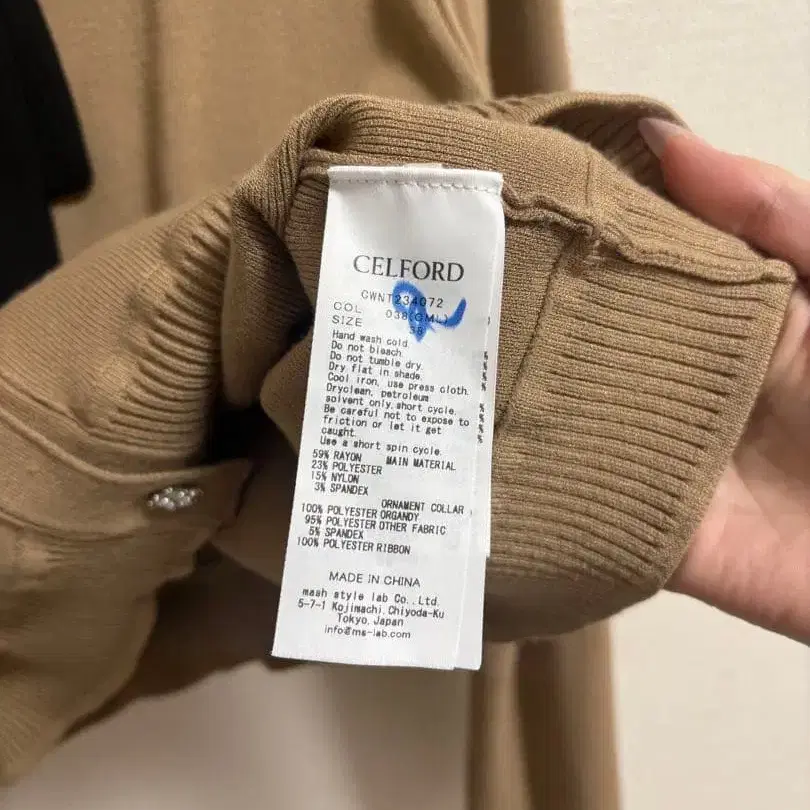 CELFORD
CWNT234072
COL 038(CML)
SIZE 38
Hand wash cold.
Do not bleach.
Do not tumble dry.
Dry flat in shade.
Cool iron, use press cloth.
Dryclean, petroleum
solvent only.short cycle.
Be careful not to expose to
friction or let it get
caught.
Use a short spin cycle.
59% RAYON MAIN MATERIAL
23% POLYESTER
15% NYLON
3% SPANDEX
ORNAMENT COLLAR
100% POLYESTER ORGANDY
95% POLYESTER OTHER FABRIC
5% SPANDEX
100% POLYESTER RIBBON
MADE IN CHINA
mash style lab Co.,Ltd.
5-7-1 Kojimachi,Chiyoda-Ku
Tokyo,Japan
info@ms-lab.com